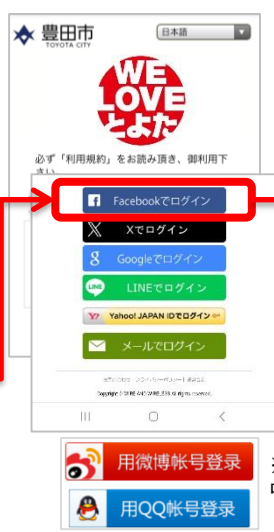 豊田市
TOYOTA CITY
日本語
WE
LOVE
とよた
必ず「利用規約」をお読み頂き、御利用下
さい
f Facebookでログイン
X Xでログイン
8 Googleでログイン
LINE LINEでログイン
Y? Yahoo! JAPAN IDでログイン
メールでログイン
用微博帐号登录
用QQ帐号登录